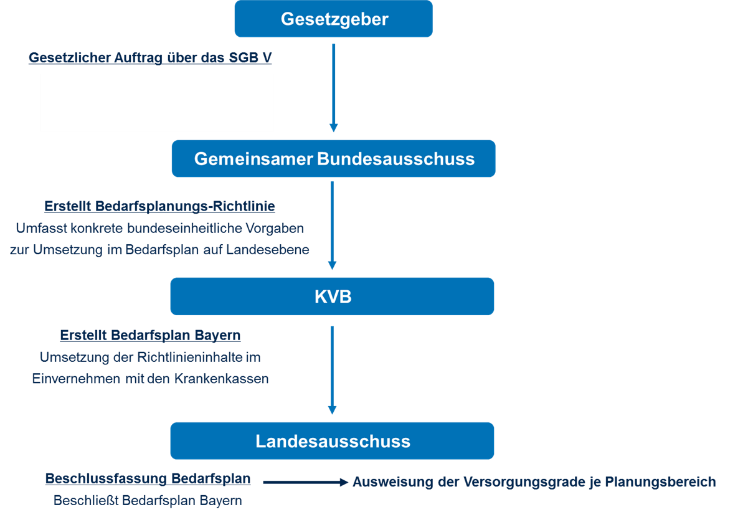 Gesetzgeber
Gesetzlicher Auftrag über das SGB V
Gemeinsamer Bundesausschuss
Erstellt Bedarfsplanungs-Richtlinie
Umfasst konkrete bundeseinheitliche Vorgaben
zur Umsetzung im Bedarfsplan auf Landesebene
KVB
Erstellt Bedarfsplan Bayern
Umsetzung der Richtlinieninhalte im
Einvernehmen mit den Krankenkassen
Landesausschuss
Beschlussfassung Bedarfsplan
Ausweisung der Versorgungsgrade je Planungsbereich
Beschließt Bedarfsplan Bayern